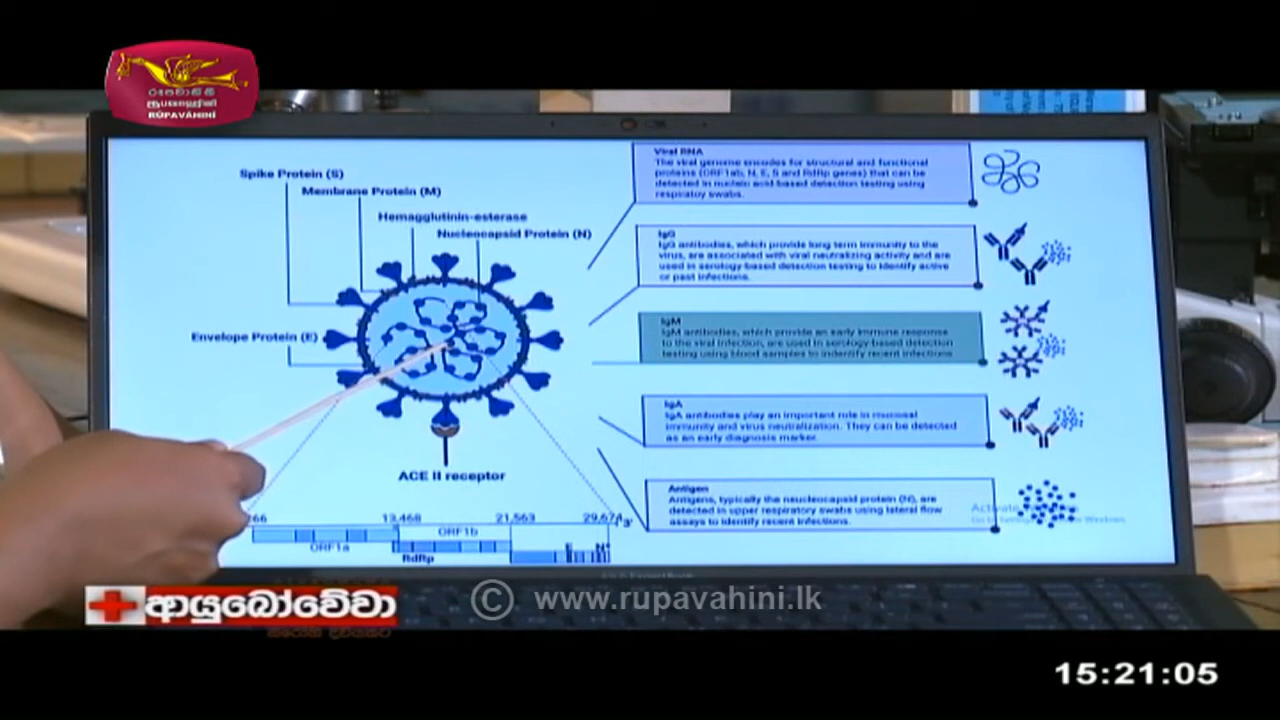 රූපවාහිනී
ரூபவாஹினி
RUPAVAHINI
Spike Protein (S)
Membrane Protein (M)
Hemagglutinin-esterase
Nucleocapsid Protein (N)
Envelope Protein (E)
ACE II receptor
266
13,468
21,563
29,674
3'
ORF1a
ORF1b
RdRp
E
N
Viral RNA
The viral genome encodes for structural and functional
proteins (ORF1ab, N, E, S and RdRp genes) that can be
detected in nucleic acid based detection testing using
respiratoy swabs.
IgG
IgG antibodies, which provide long term immunity to the
virus, are associated with viral neutralizing activity and are
used in serology-based detection testing to identify active
or past infections.
IgM
IgM antibodies, which provide an early immune response
to the viral infection, are used in serology-based detection
testing using blood samples to indentify recent infections
IgA
IgA antibodies play an important role in mucosal
immunity and virus neutralization. They can be detected
as an early diagnosis marker.
Antigen
Antigens, typically the neucleocapsid protein (N), are
detected in upper respiratory swabs using lateral flow
assays to identify recent infections.
ආයුබෝවේවා
© www.rupavahini.lk
15:21:05